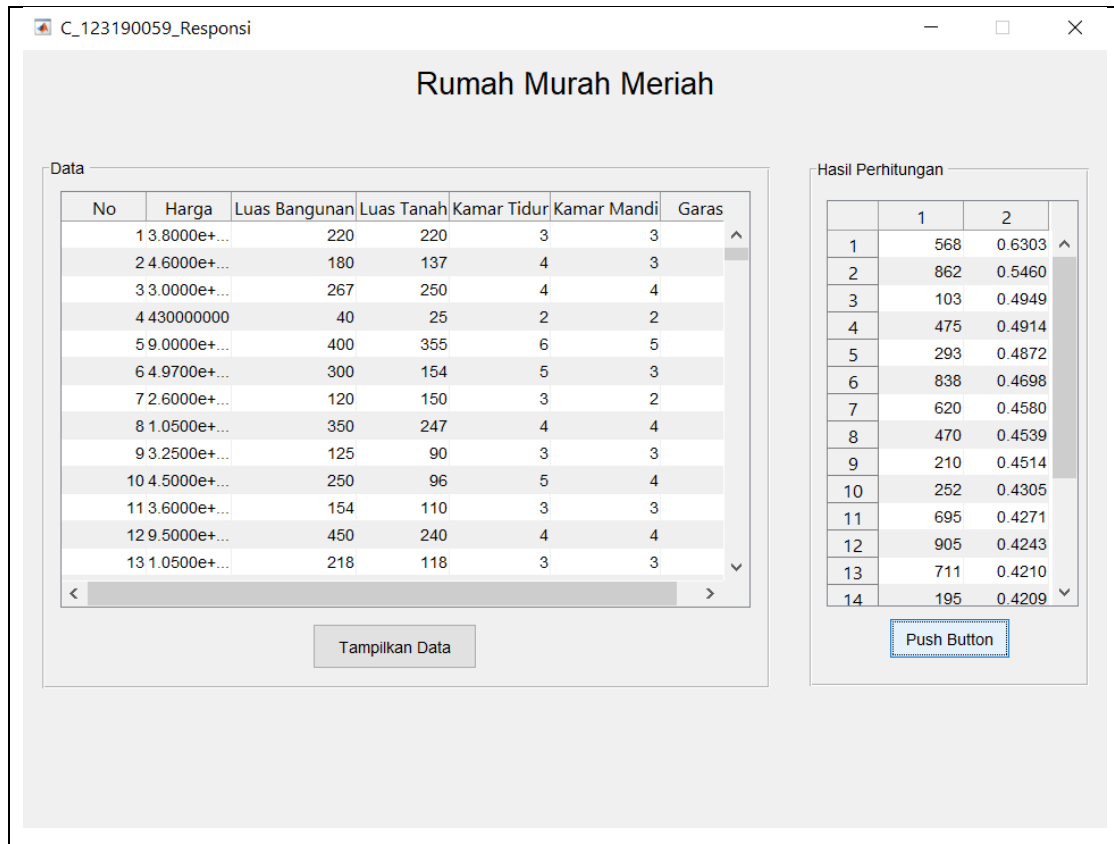 C_123190059_Responsi
Rumah Murah Meriah
Data
No Harga Luas Bangunan Luas Tanah Kamar Tidur Kamar Mandi Garas
1 3.8000e+... 220 220 3 3
2 4.6000e+... 180 137 4 3
3 3.0000e+... 267 250 4 4
4 430000000 40 25 2 2
5 9.0000e+... 400 355 6 5
6 4.9700e+... 300 154 5 3
7 2.6000e+... 120 150 3 2
8 1.0500e+... 350 247 4 4
9 3.2500e+... 125 90 3 3
10 4.5000e+... 250 96 5 4
11 3.6000e+... 154 110 3 3
12 9.5000e+... 450 240 4 4
13 1.0500e+... 218 118 3 3
Tampilkan Data
Hasil Perhitungan
1 2
1 568 0.6303
2 862 0.5460
3 103 0.4949
4 475 0.4914
5 293 0.4872
6 838 0.4698
7 620 0.4580
8 470 0.4539
9 210 0.4514
10 252 0.4305
11 695 0.4271
12 905 0.4243
13 711 0.4210
14 195 0.4209
Push Button